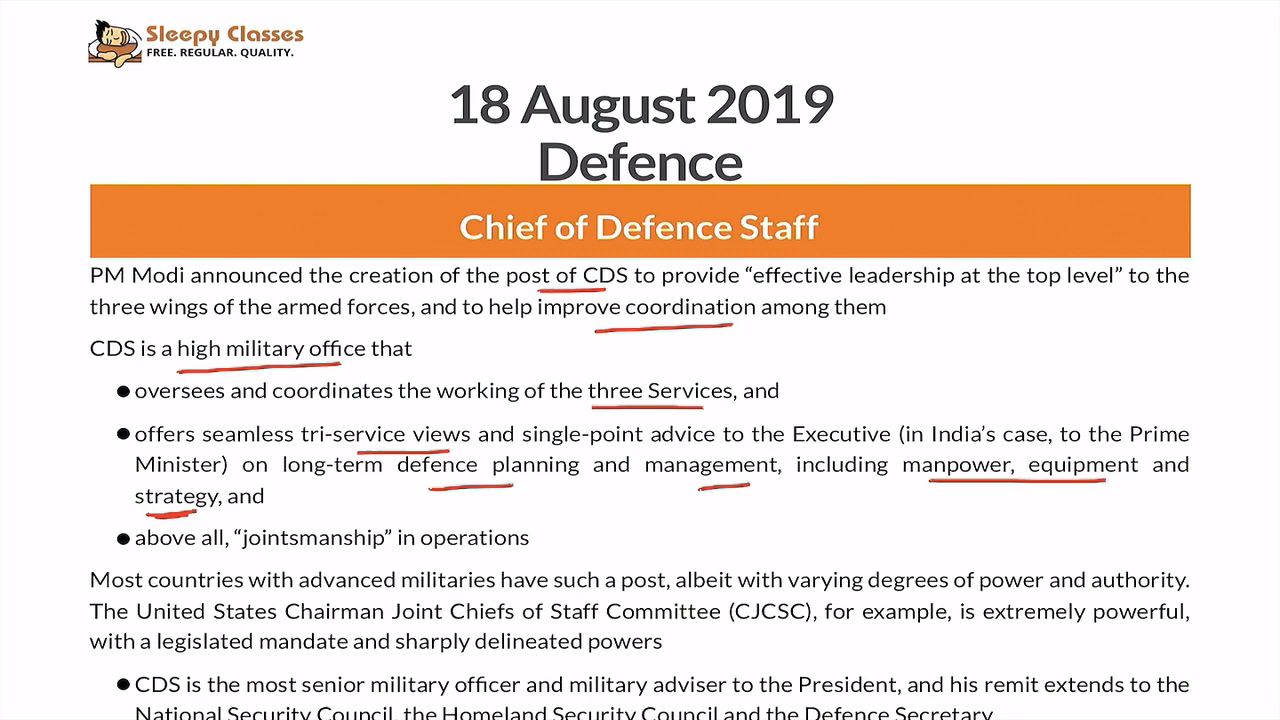 Sleepy Classes
FREE. REGULAR. QUALITY.
18 August 2019
Defence
Chief of Defence Staff
PM Modi announced the creation of the post of CDS to provide “effective leadership at the top level” to the
three wings of the armed forces, and to help improve coordination among them
CDS is a high military office that
● oversees and coordinates the working of the three Services, and
● offers seamless tri-service views and single-point advice to the Executive (in India’s case, to the Prime
Minister) on long-term defence planning and management, including manpower, equipment and
strategy, and
● above all, “jointsmanship” in operations
Most countries with advanced militaries have such a post, albeit with varying degrees of power and authority.
The United States Chairman Joint Chiefs of Staff Committee (CJCSC), for example, is extremely powerful,
with a legislated mandate and sharply delineated powers
● CDS is the most senior military officer and military adviser to the President, and his remit extends to the
National Security Council, the Homeland Security Council and the Defence Secretary